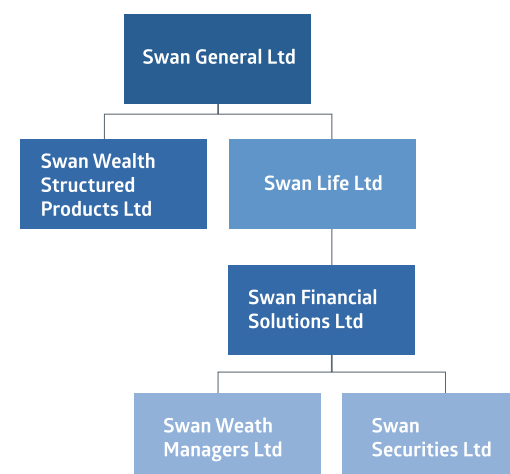 Swan General Ltd
Swan Wealth
Structured
Products Ltd
Swan Life Ltd
Swan Financial
Solutions Ltd
Swan Weath
Managers Ltd
Swan
Securities Ltd